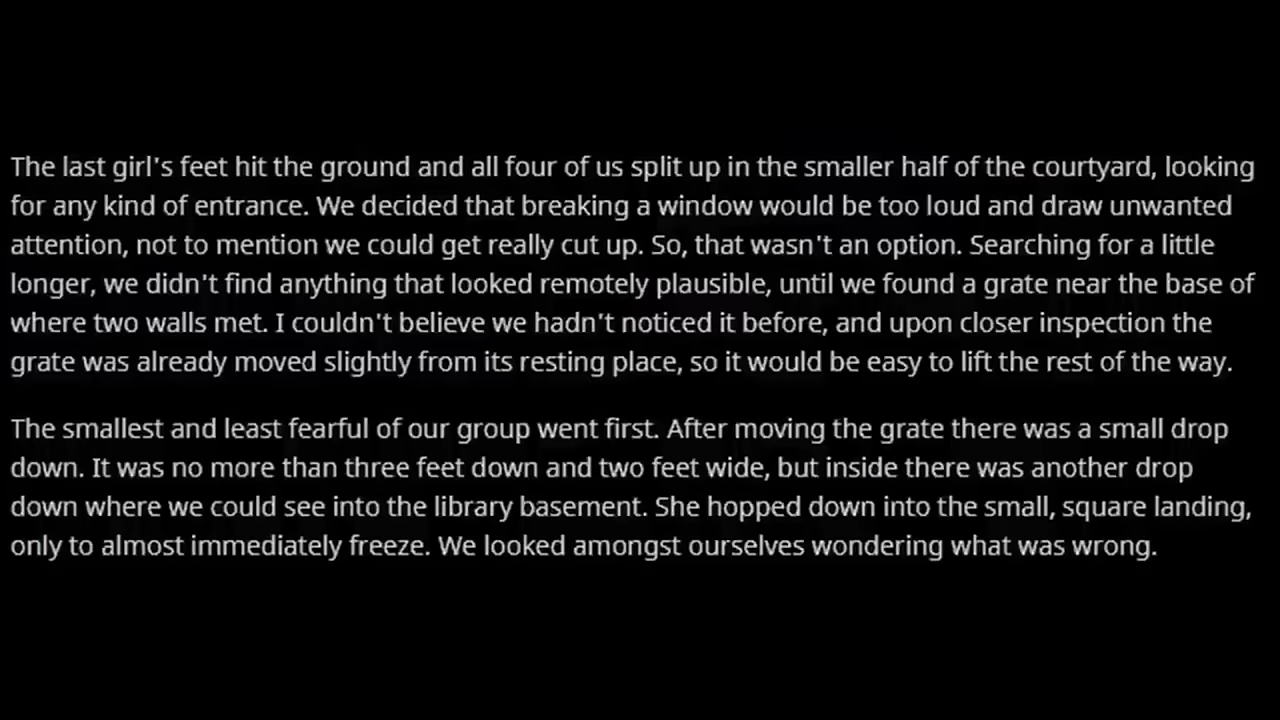 The last girl's feet hit the ground and all four of us split up in the smaller half of the courtyard, looking
for any kind of entrance. We decided that breaking a window would be too loud and draw unwanted
attention, not to mention we could get really cut up. So, that wasn't an option. Searching for a little
longer, we didn't find anything that looked remotely plausible, until we found a grate near the base of
where two walls met. I couldn't believe we hadn't noticed it before, and upon closer inspection the
grate was already moved slightly from its resting place, so it would be easy to lift the rest of the way.
The smallest and least fearful of our group went first. After moving the grate there was a small drop
down. It was no more than three feet down and two feet wide, but inside there was another drop
down where we could see into the library basement. She hopped down into the small, square landing,
only to almost immediately freeze. We looked amongst ourselves wondering what was wrong.